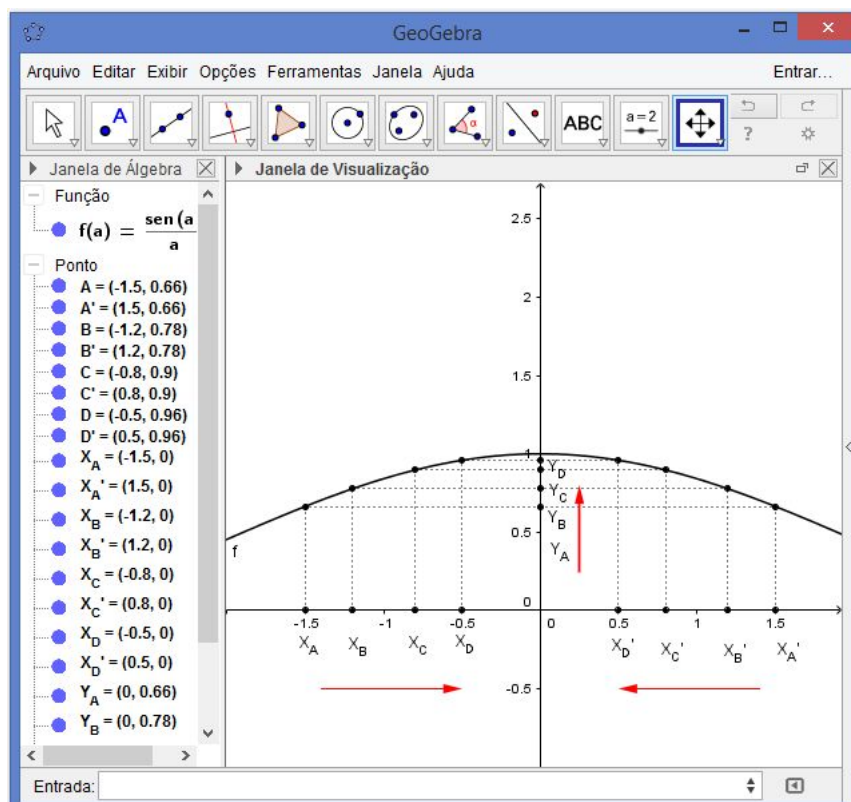 GeoGebra
Arquivo Editar Exibir Opções Ferramentas Janela Ajuda Entrar...
A α ABC a = 2 ?
Janela de Álgebra
Função
f(a) = sen (a
a
Ponto
A = (-1.5, 0.66)
A' = (1.5, 0.66)
B = (-1.2, 0.78)
B' = (1.2, 0.78)
C = (-0.8, 0.9)
C' = (0.8, 0.9)
D = (-0.5, 0.96)
D' = (0.5, 0.96)
X_A = (-1.5, 0)
X_A' = (1.5, 0)
X_B = (-1.2, 0)
X_B' = (1.2, 0)
X_C = (-0.8, 0)
X_C' = (0.8, 0)
X_D = (-0.5, 0)
X_D' = (0.5, 0)
Y_A = (0, 0.66)
Y_B = (0, 0.78)
Janela de Visualização
2.5
2
1.5
1
Y_D
Y_C
Y_B
0.5
Y_A
f
0
-1.5 -1 -0.5 0 0.5 1 1.5
X_A X_B X_C X_D X_D' X_C' X_B' X_A'
-0.5
Entrada: